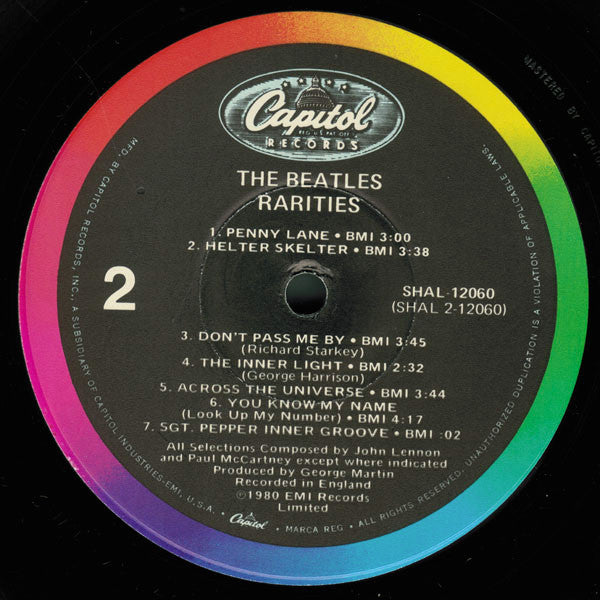 Capitol
REG. U.S. PAT. OFF.
RECORDS
THE BEATLES
RARITIES
1. PENNY LANE • BMI 3:00
2. HELTER SKELTER • BMI 3:38
2
SHAL-12060
(SHAL 2-12060)
3. DON'T PASS ME BY • BMI 3:45
(Richard Starkey)
4. THE INNER LIGHT • BMI 2:32
(George Harrison)
5. ACROSS THE UNIVERSE • BMI 3:44
6. YOU KNOW MY NAME
(Look Up My Number) • BMI 4:17
7. SGT. PEPPER INNER GROOVE • BMI :02
All Selections Composed by John Lennon
and Paul McCartney except where indicated
Produced by George Martin
Recorded in England
©1980 EMI Records
Limited
MFD. BY CAPITOL RECORDS, INC., A SUBSIDIARY OF CAPITOL INDUSTRIES-EMI, U.S.A. • Capitol • MARCA REG • ALL RIGHTS RESERVED. UNAUTHORIZED DUPLICATION IS A VIOLATION OF APPLICABLE LAWS.
MASTERED BY